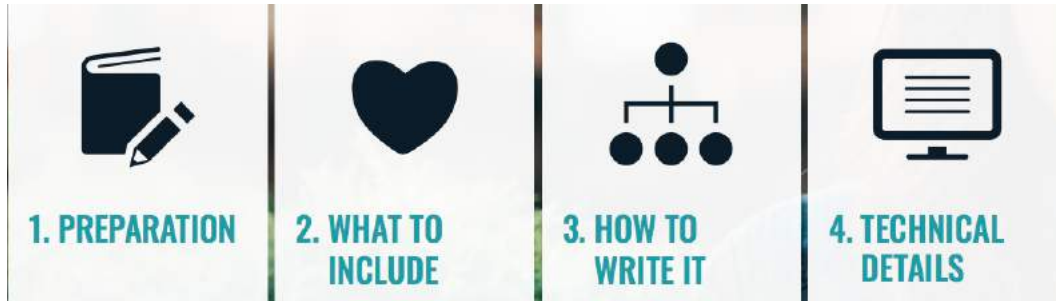 1. PREPARATION
2. WHAT TO
INCLUDE
3. HOW TO
WRITE IT
4. TECHNICAL
DETAILS